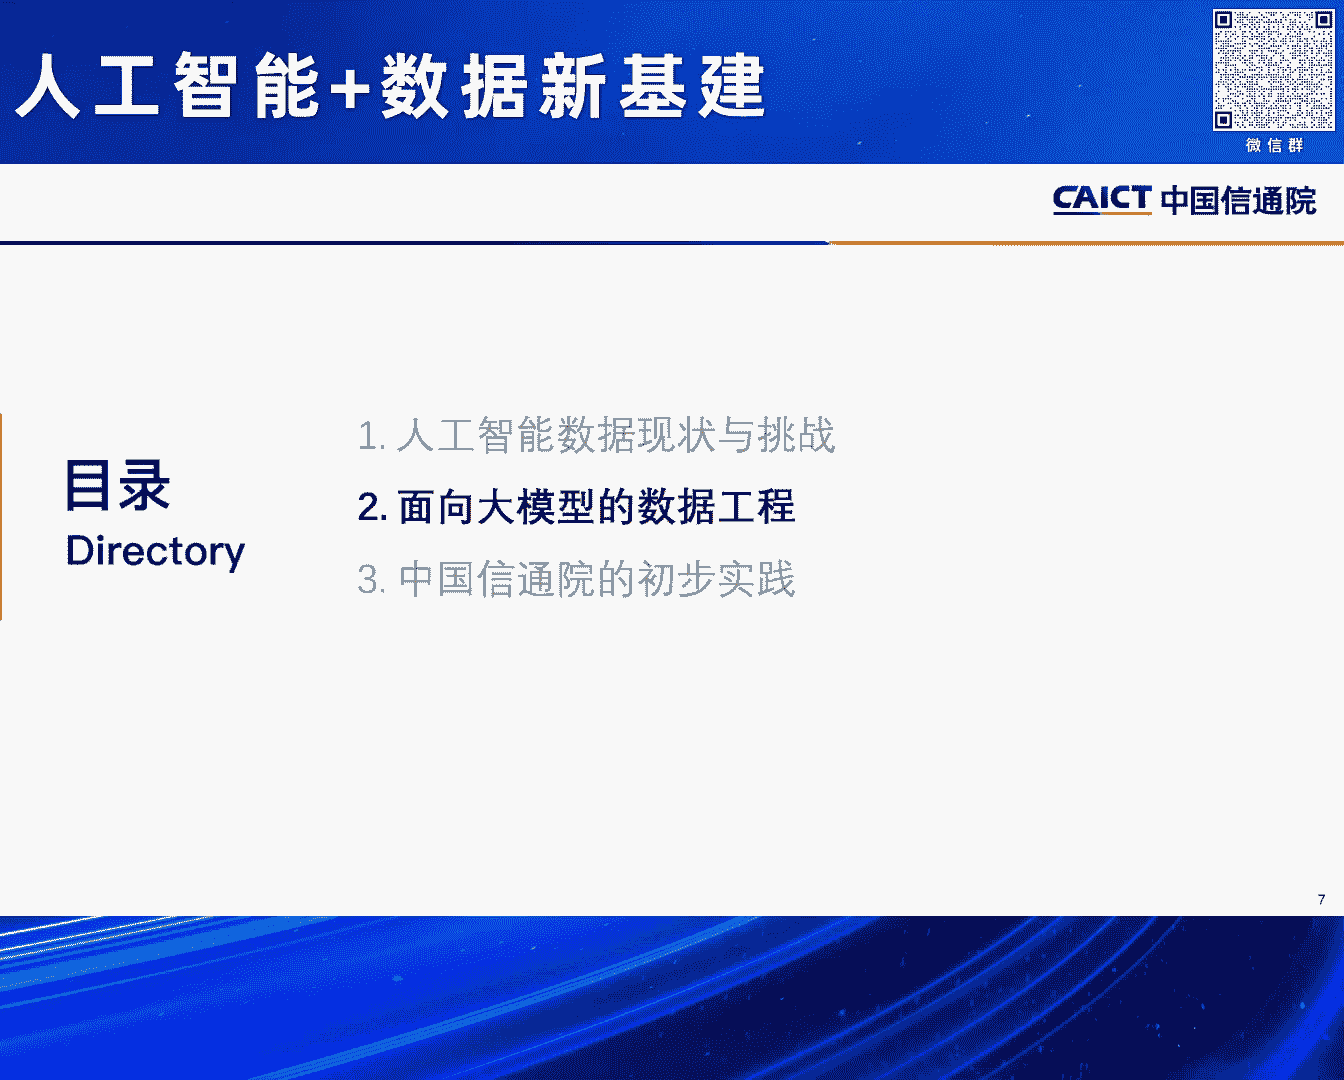 人工智能+数据新基建
微信群
CAICT 中国信通院
目录
Directory
1. 人工智能数据现状与挑战
2. 面向大模型的数据工程
3. 中国信通院的初步实践
7